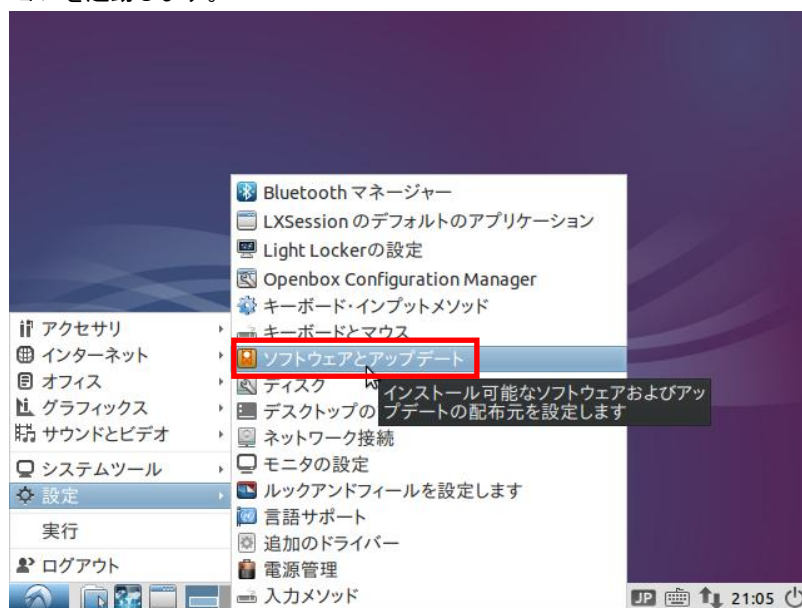 Bluetooth マネージャー
LXSession のデフォルトのアプリケーション
Light Lockerの設定
Openbox Configuration Manager
キーボード・インプットメソッド
キーボードとマウス
ソフトウェアとアップデート
ディスク
インストール可能なソフトウェアおよびアッ
プデートの配布元を設定します
デスクトップの
ネットワーク接続
モニタの設定
ルックアンドフィールを設定します
言語サポート
追加のドライバー
電源管理
入力メソッド
アクセサリ
インターネット
オフィス
グラフィックス
サウンドとビデオ
システムツール
設定
実行
ログアウト
JP
21:05